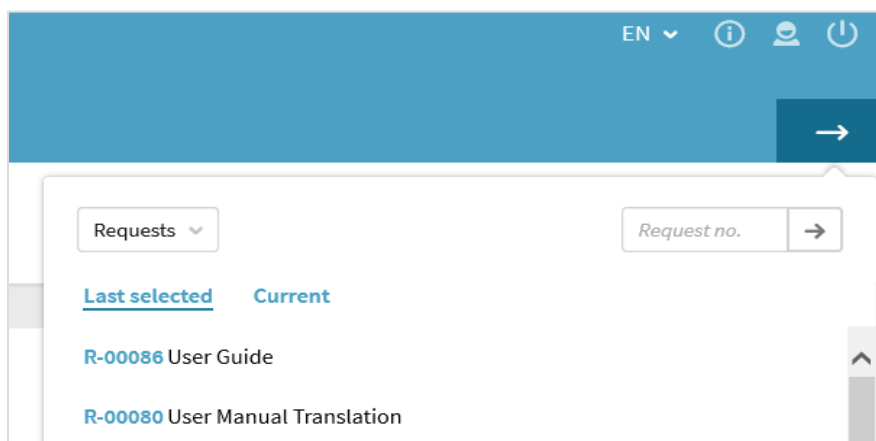 EN
Requests
Request no.
Last selected
Current
R-00086 User Guide
R-00080 User Manual Translation